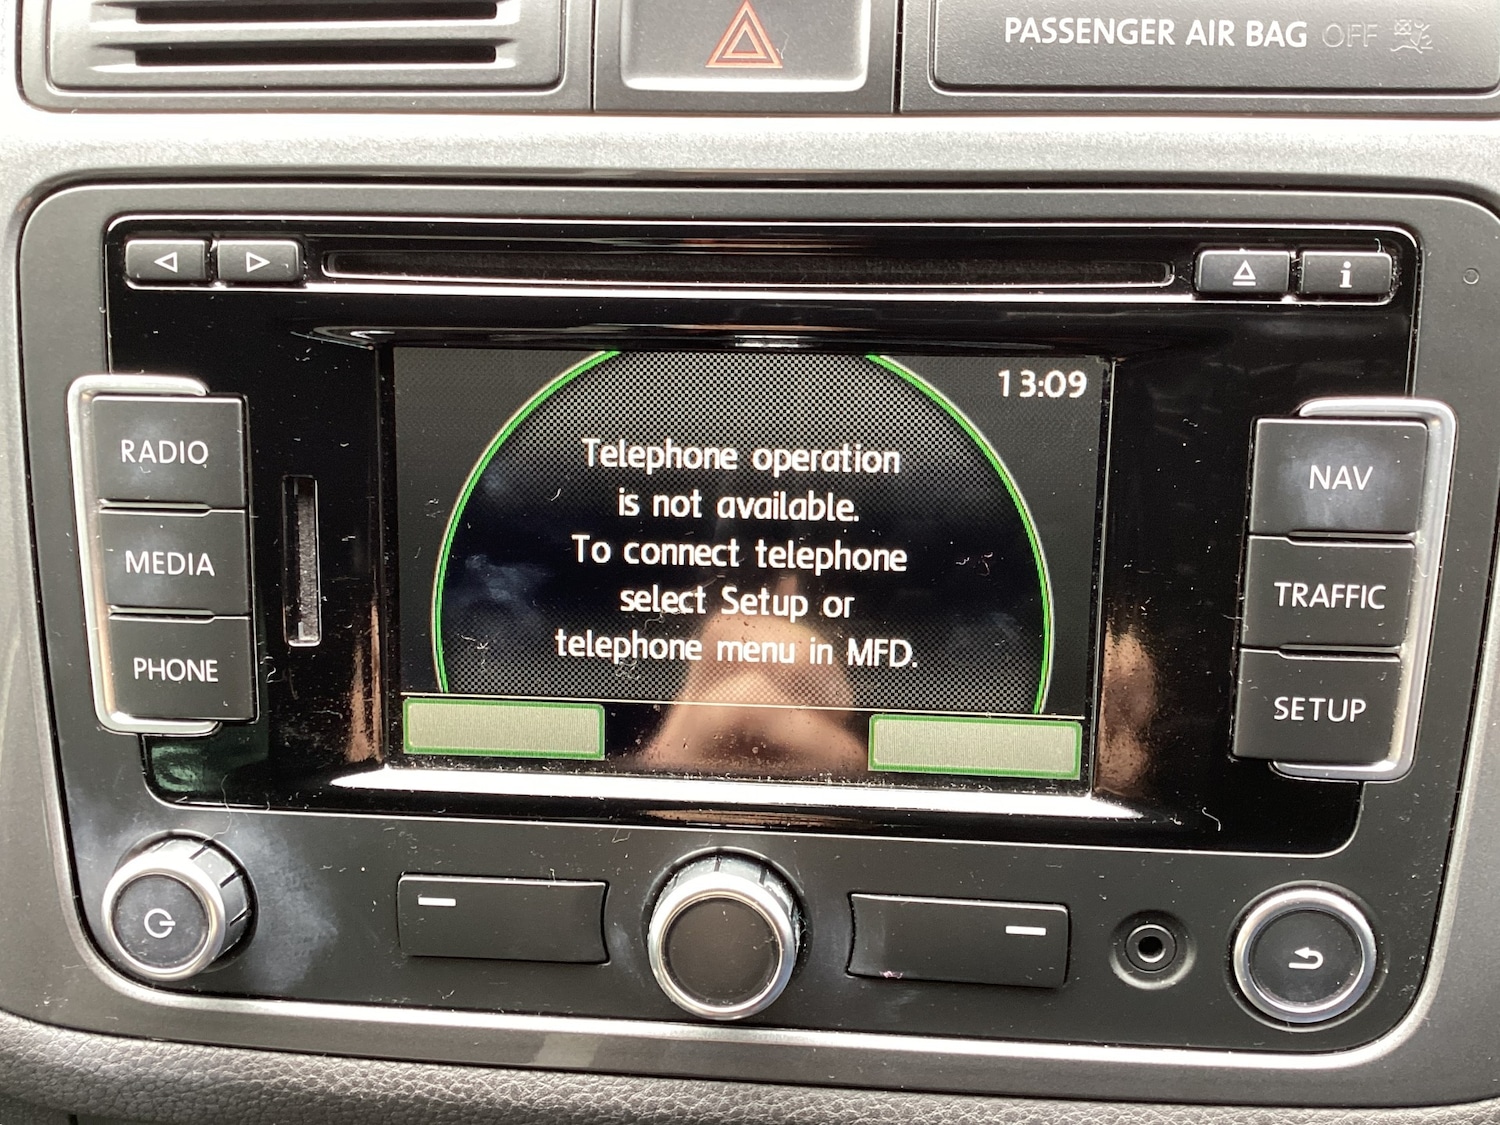 PASSENGER AIR BAG OFF
i
13:09
RADIO
MEDIA
PHONE
Telephone operation
is not available.
To connect telephone
select Setup or
telephone menu in MFD.
NAV
TRAFFIC
SETUP